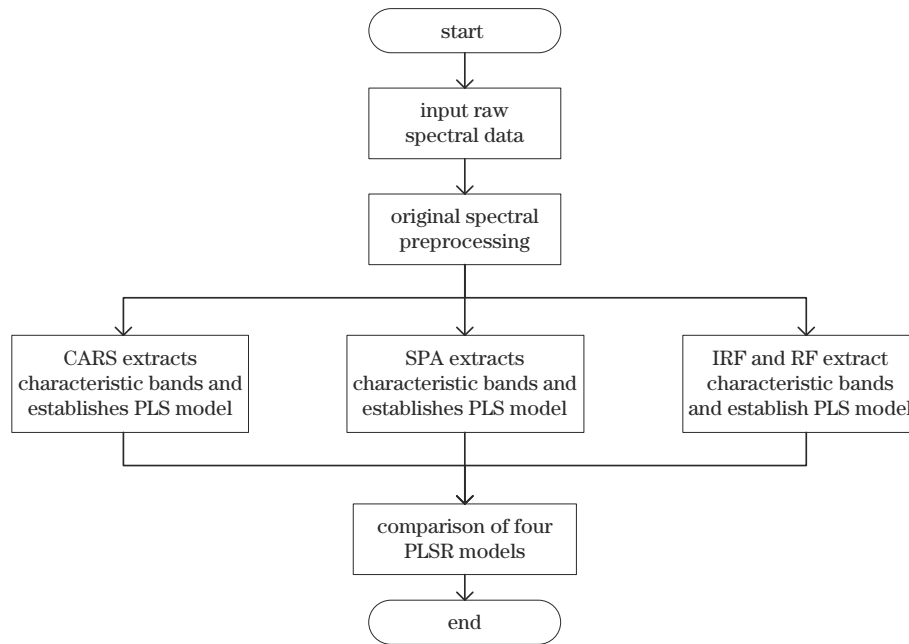 start
input raw
spectral data
original spectral
preprocessing
CARS extracts
characteristic bands and
establishes PLS model
SPA extracts
characteristic bands and
establishes PLS model
IRF and RF extract
characteristic bands
and establish PLS model
comparison of four
PLSR models
end